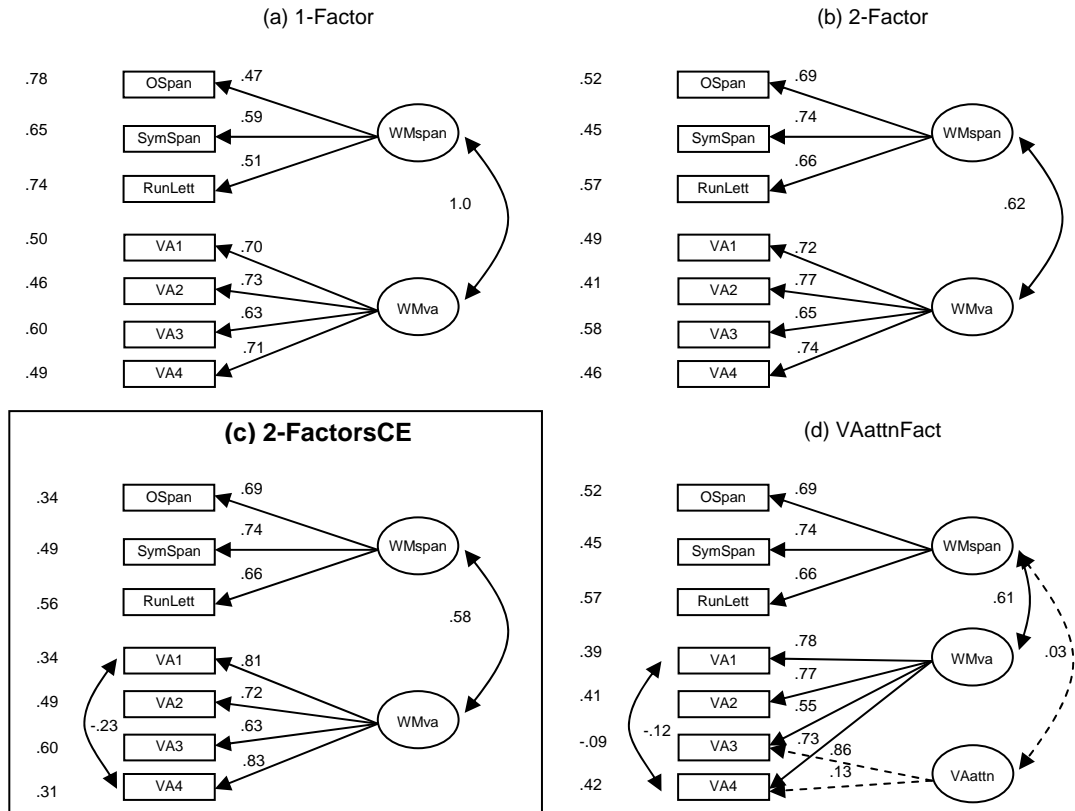 (a) 1-Factor
.78 OSpan .47
.65 SymSpan .59 WMspan
.74 RunLett .51
1.0
.50 VA1 .70
.46 VA2 .73
.60 VA3 .63 WMva
.49 VA4 .71
(b) 2-Factor
.52 OSpan .69
.45 SymSpan .74 WMspan
.57 RunLett .66
.62
.49 VA1 .72
.41 VA2 .77
.58 VA3 .65 WMva
.46 VA4 .74
(c) 2-FactorsCE
.34 OSpan .69
.49 SymSpan .74 WMspan
.56 RunLett .66
.58
.34 VA1 .81
.49 VA2 .72
-.23 WMva
.60 VA3 .63
.31 VA4 .83
(d) VAattnFact
.52 OSpan .69
.45 SymSpan .74 WMspan
.57 RunLett .66
.61
.39 VA1 .78 WMva .03
.41 VA2 .77
.55
-.12
-.09 VA3 .73 .86
.42 VA4 .13 VAattn